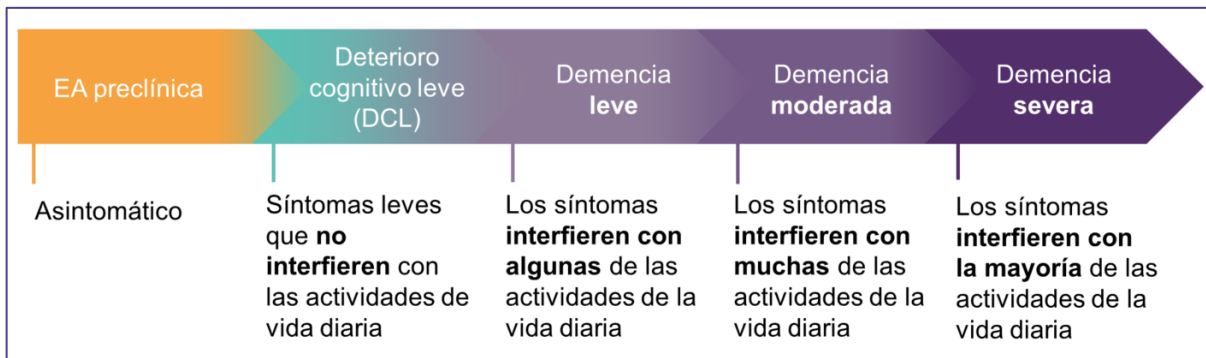 EA preclínica
Deterioro
cognitivo leve
(DCL)
Demencia
leve
Demencia
moderada
Demencia
severa
Asintomático
Síntomas leves
que no
interfieren con
las actividades de
vida diaria
Los síntomas
interfieren con
algunas de las
actividades de la
vida diaria
Los síntomas
interfieren con
muchas de las
actividades de la
vida diaria
Los síntomas
interfieren con
la mayoría de las
actividades de la
vida diaria